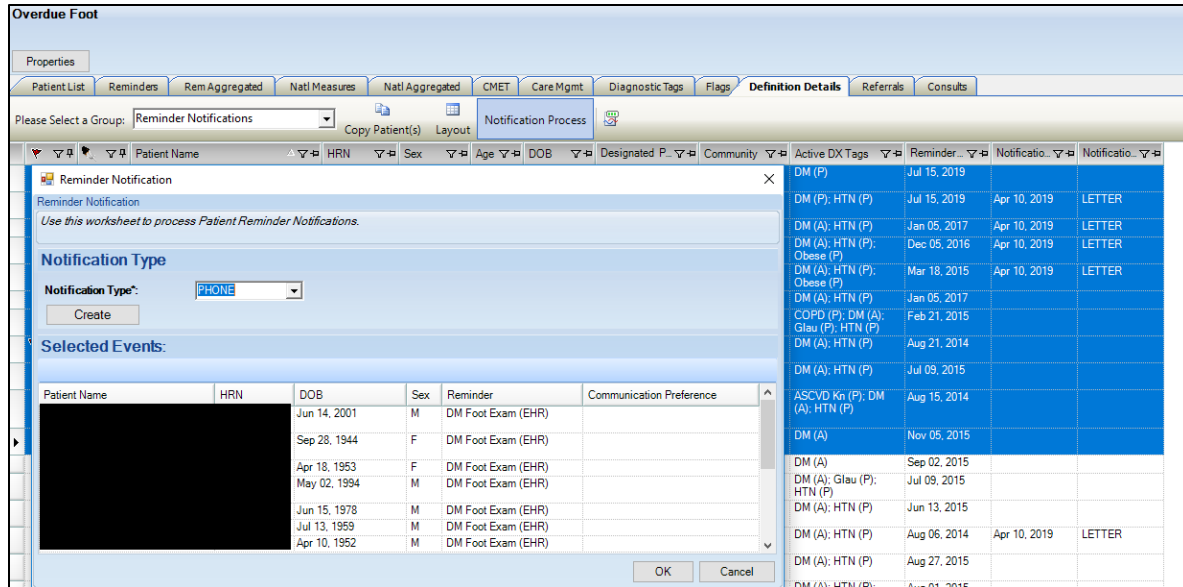 Overdue Foot
Properties
Patient List Reminders Rem Aggregated Natl Measures Natl Aggregated CMET Care Mgmt Diagnostic Tags Flags Definition Details Referrals Consults
Please Select a Group: Reminder Notifications Copy Patient(s) Layout Notification Process
Patient Name HRN Sex Age DOB Designated P... Community Active DX Tags Reminder... Notificatio... Notificatio...
Reminder Notification
Reminder Notification
Use this worksheet to process Patient Reminder Notifications.
Notification Type
Notification Type*: PHONE
Create
Selected Events:
Patient Name HRN DOB Sex Reminder Communication Preference
Jun 14, 2001 M DM Foot Exam (EHR)
Sep 28, 1944 F DM Foot Exam (EHR)
Apr 18, 1953 F DM Foot Exam (EHR)
May 02, 1994 M DM Foot Exam (EHR)
Jun 15, 1978 M DM Foot Exam (EHR)
Jul 13, 1959 M DM Foot Exam (EHR)
Apr 10, 1952 M DM Foot Exam (EHR)
OK Cancel
DM (P) Jul 15, 2019
DM (P); HTN (P) Jul 15, 2019 Apr 10, 2019 LETTER
DM (A); HTN (P) Jan 05, 2017 Apr 10, 2019 LETTER
DM (A); HTN (P); Dec 05, 2016 Apr 10, 2019 LETTER
Obese (P)
DM (A); HTN (P); Mar 18, 2015 Apr 10, 2019 LETTER
Obese (P)
DM (A); HTN (P) Jan 05, 2017
COPD (P); DM (A); Feb 21, 2015
Glau (P); HTN (P)
DM (A); HTN (P) Aug 21, 2014
DM (A); HTN (P) Jul 09, 2015
ASCVD Kn (P); DM Aug 15, 2014
(A); HTN (P)
DM (A) Nov 05, 2015
DM (A) Sep 02, 2015
DM (A); Glau (P); Jul 09, 2015
HTN (P)
DM (A); HTN (P) Jun 13, 2015
DM (A); HTN (P) Aug 06, 2014 Apr 10, 2019 LETTER
DM (A); HTN (P) Aug 27, 2015
DM (A); HTN (P); Aug 01, 2015